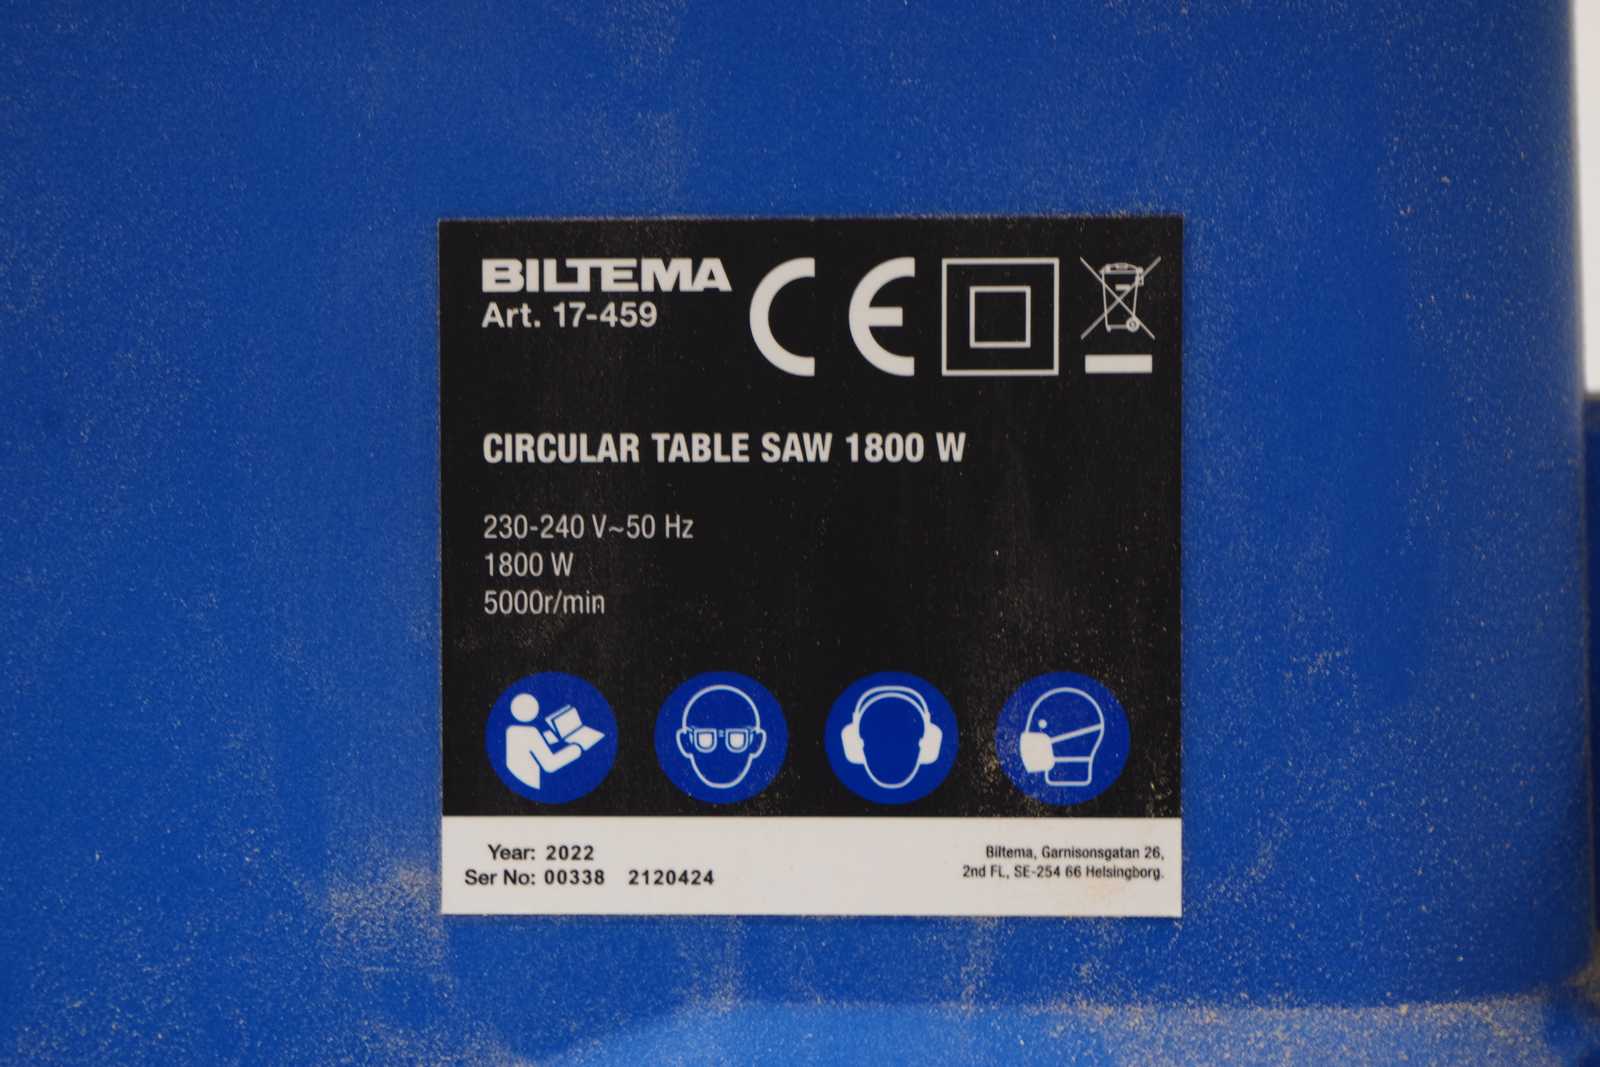 BILTEMA
Art. 17-459
CE
CIRCULAR TABLE SAW 1800 W
230-240 V~50 Hz
1800 W
5000r/min
Year: 2022
Ser No: 00338 2120424
Biltema, Garnisonsgatan 26,
2nd FL, SE-254 66 Helsingborg.